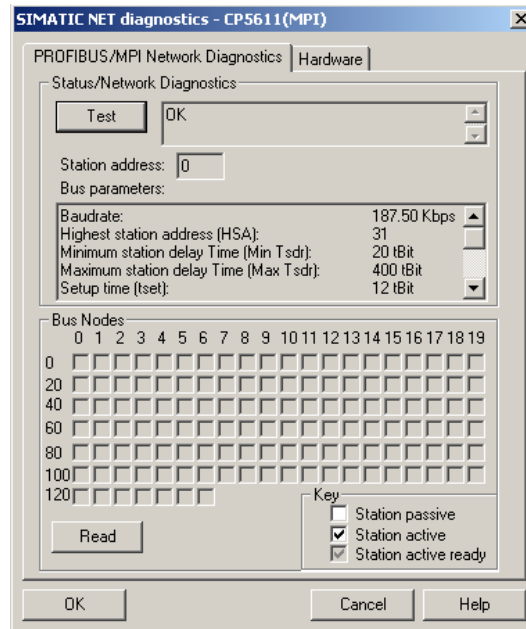 SIMATIC NET diagnostics - CP5611(MPI)
PROFIBUS/MPI Network Diagnostics Hardware
Status/Network Diagnostics
Test OK
Station address: 0
Bus parameters:
Baudrate: 187.50 Kbps
Highest station address (HSA): 31
Minimum station delay Time (Min Tsdr): 20 tBit
Maximum station delay Time (Max Tsdr): 400 tBit
Setup time (tset): 12 tBit
Bus Nodes
0 1 2 3 4 5 6 7 8 9 10 11 12 13 14 15 16 17 18 19
0
20
40
60
80
100
120
Key
Station passive
Station active
Station active ready
Read
OK Cancel Help